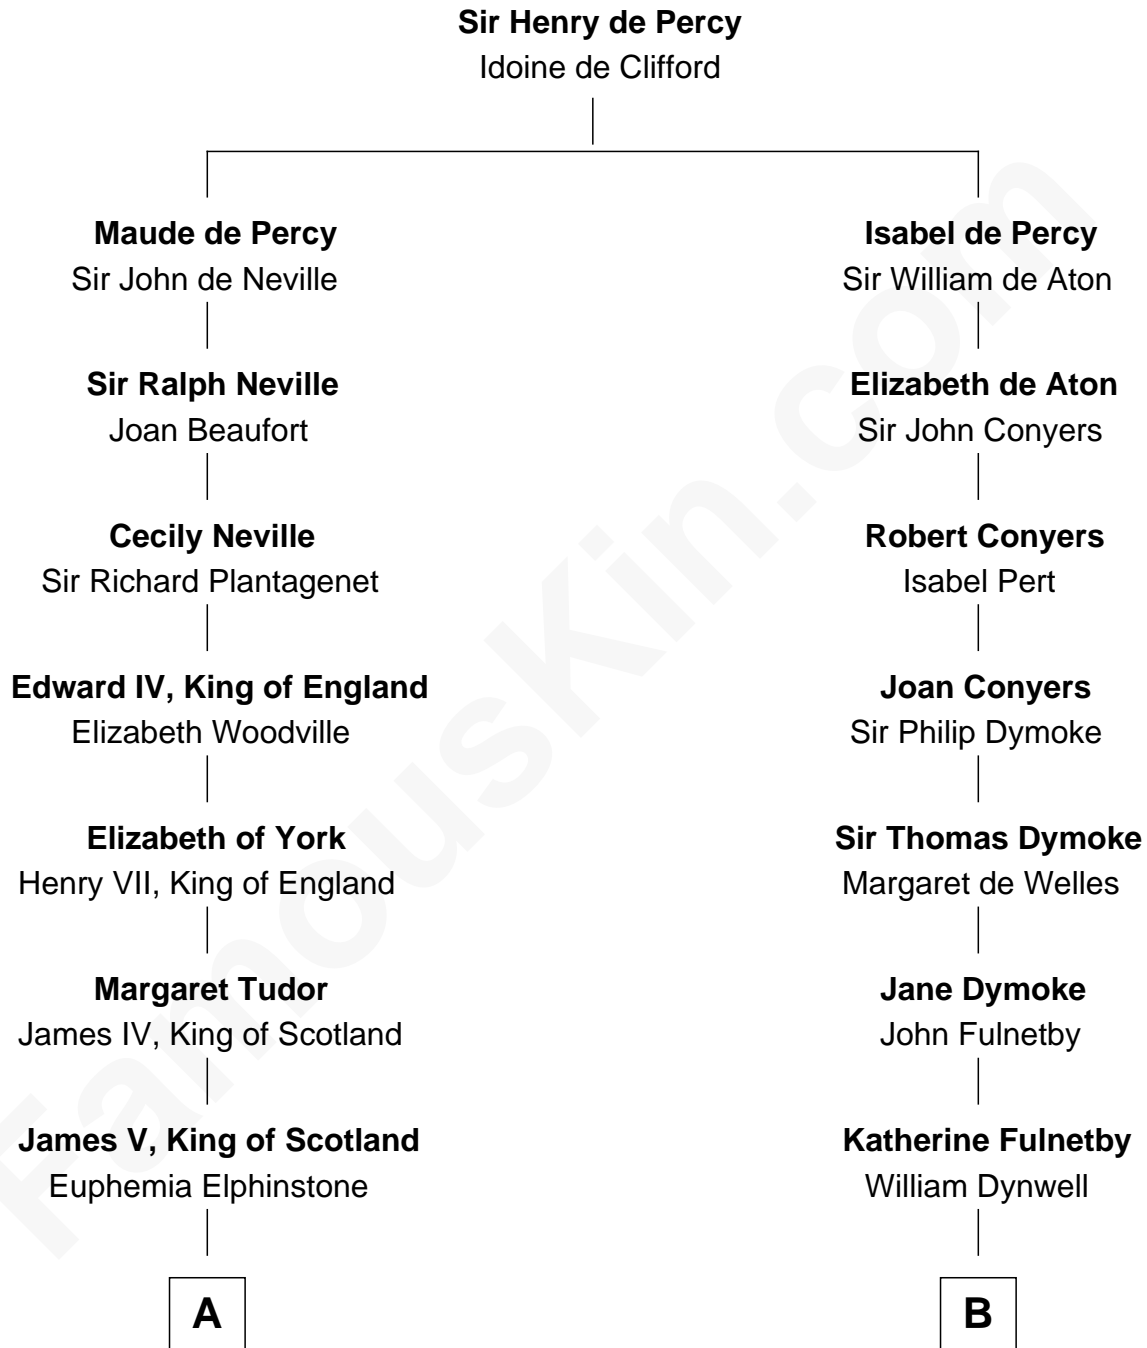 Sir Henry de Percy
Idoine de Clifford
Maude de Percy
Sir John de Neville
Isabel de Percy
Sir William de Aton
Sir Ralph Neville
Joan Beaufort
Elizabeth de Aton
Sir John Conyers
Cecily Neville
Sir Richard Plantagenet
Robert Conyers
Isabel Pert
Edward IV, King of England
Elizabeth Woodville
Joan Conyers
Sir Philip Dymoke
Elizabeth of York
Henry VII, King of England
Sir Thomas Dymoke
Margaret de Welles
Margaret Tudor
James IV, King of Scotland
Jane Dymoke
John Fulnetby
James V, King of Scotland
Euphemia Elphinstone
Katherine Fulnetby
William Dynwell
A
B
FamousKin.com